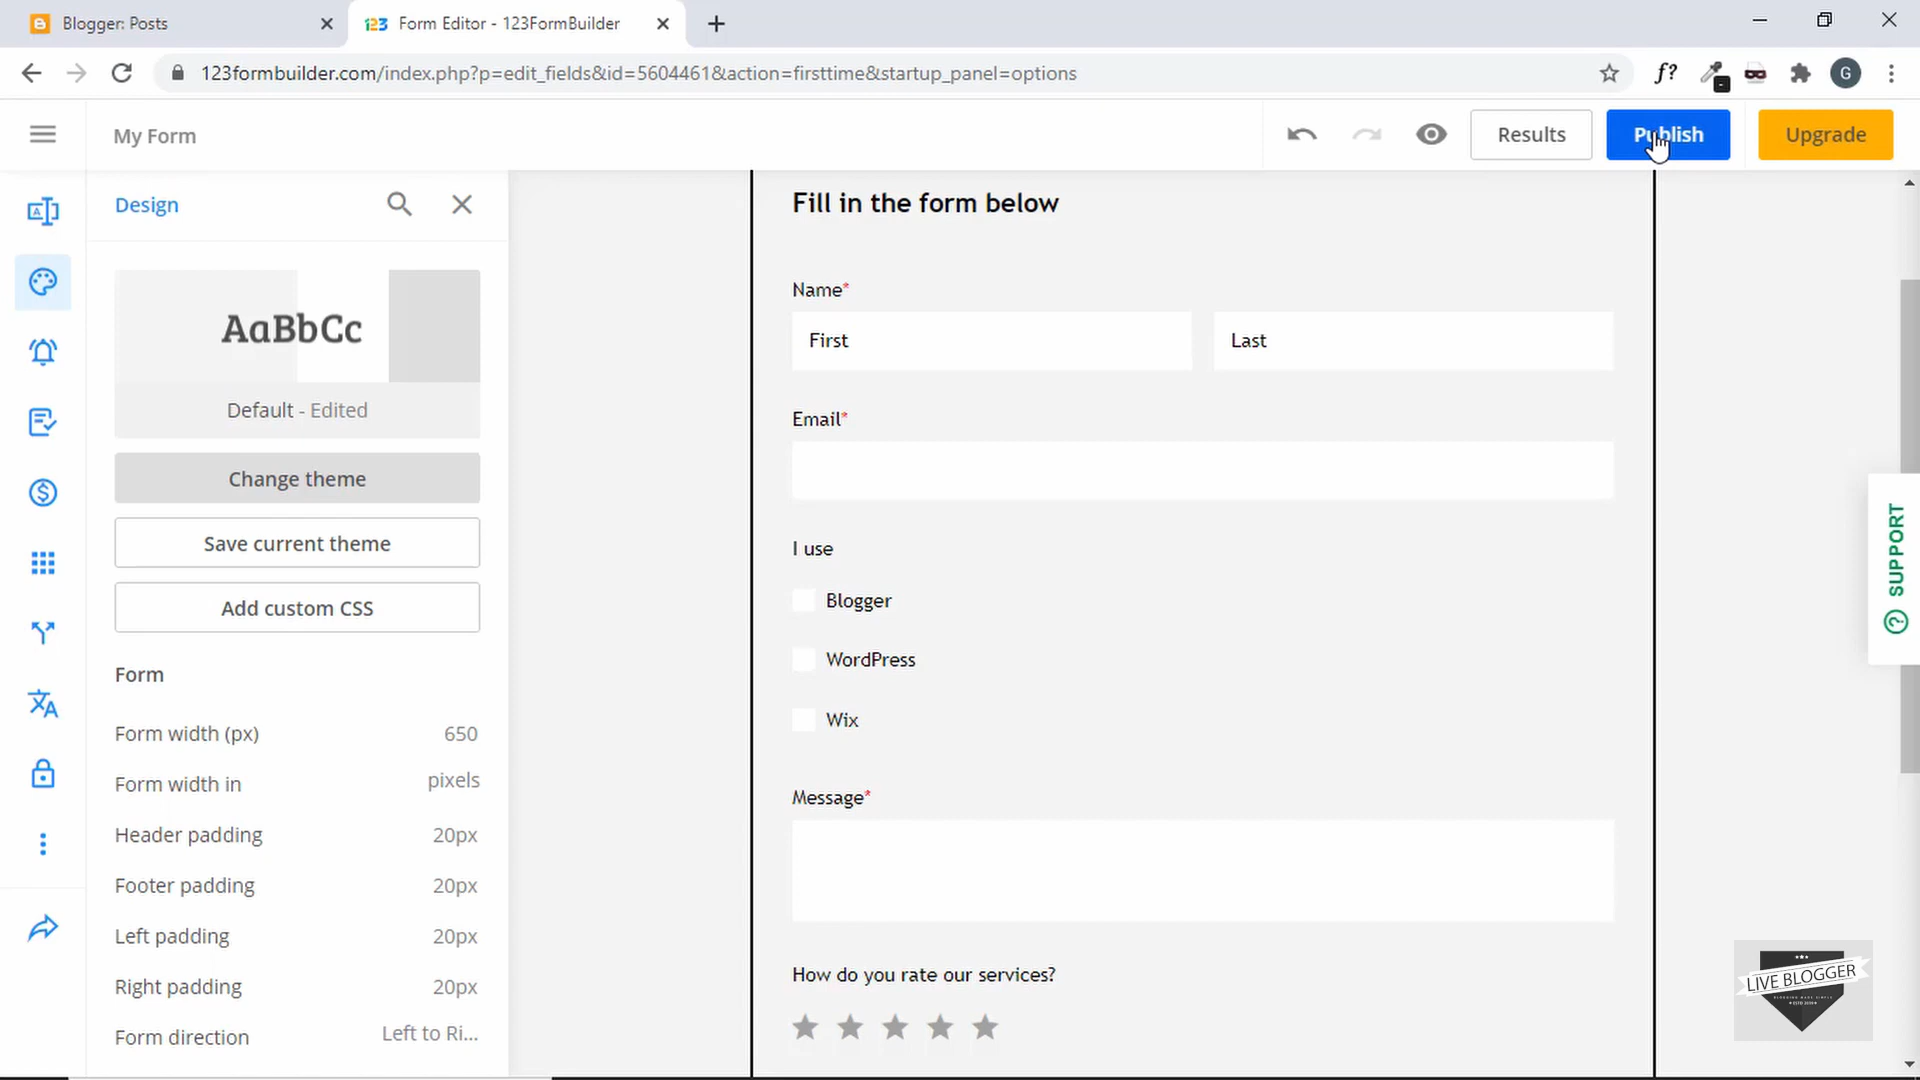 Blogger: Posts
Form Editor - 123FormBuilder
123formbuilder.com/index.php?p=edit_fields&id=5604461&action=firsttime&startup_panel=options
f?
G
My Form
Results
Publish
Upgrade
Design
AaBbCc
Default - Edited
Change theme
Save current theme
Add custom CSS
Form
Form width (px) 650
Form width in pixels
Header padding 20px
Footer padding 20px
Left padding 20px
Right padding 20px
Form direction Left to Ri...
Fill in the form below
Name*
First
Last
Email*
I use
Blogger
WordPress
Wix
Message*
How do you rate our services?
SUPPORT
LIVE BLOGGER